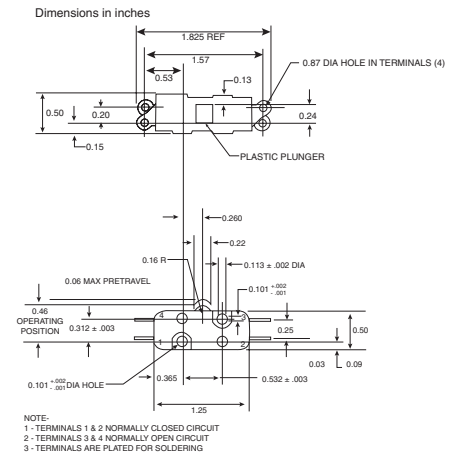 Dimensions in inches
1.825 REF
1.57
0.53
0.13
0.87 DIA HOLE IN TERMINALS (4)
0.50
0.20
0.24
0.15
PLASTIC PLUNGER
0.260
0.22
0.16 R
0.113 ± .002 DIA
0.06 MAX PRETRAVEL
0.101 +.002 -.001
0.46
OPERATING
POSITION
0.312 ± .003
4
3
1
2
0.25
0.50
0.03
0.09
0.101 +.002 -.001 DIA HOLE
0.365
0.532 ± .003
1.25
NOTE-
1 - TERMINALS 1 & 2 NORMALLY CLOSED CIRCUIT
2 - TERMINALS 3 & 4 NORMALLY OPEN CIRCUIT
3 - TERMINALS ARE PLATED FOR SOLDERING